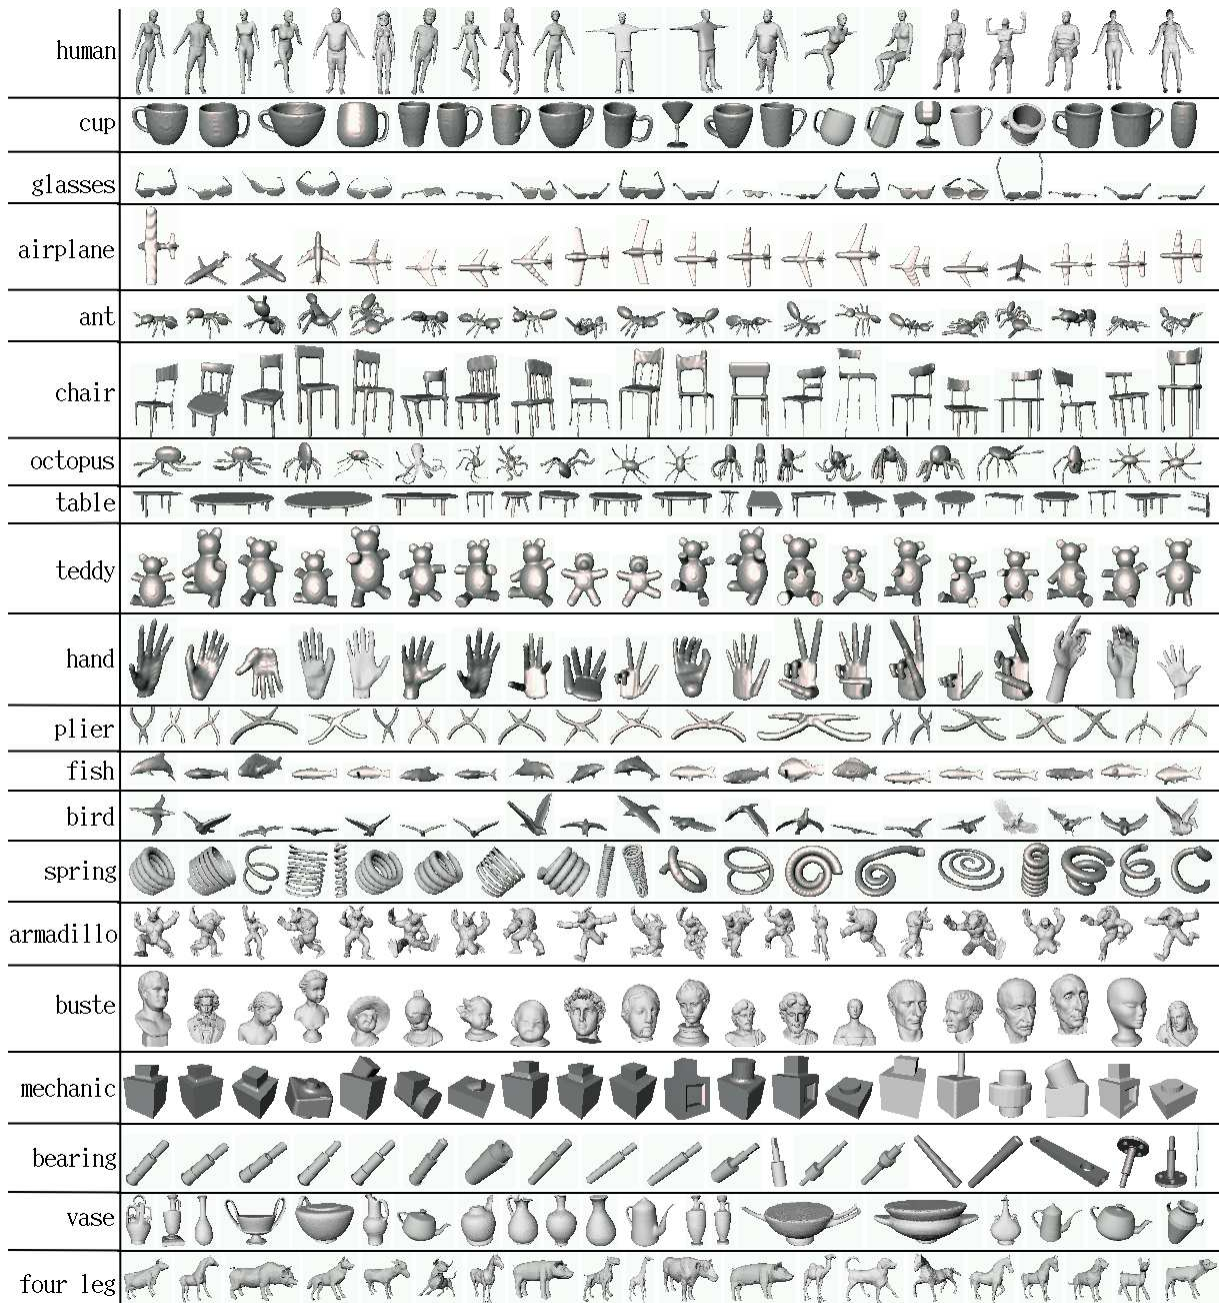 human
cup
glasses
airplane
ant
chair
octopus
table
teddy
hand
plier
fish
bird
spring
armadillo
buste
mechanic
bearing
vase
four leg